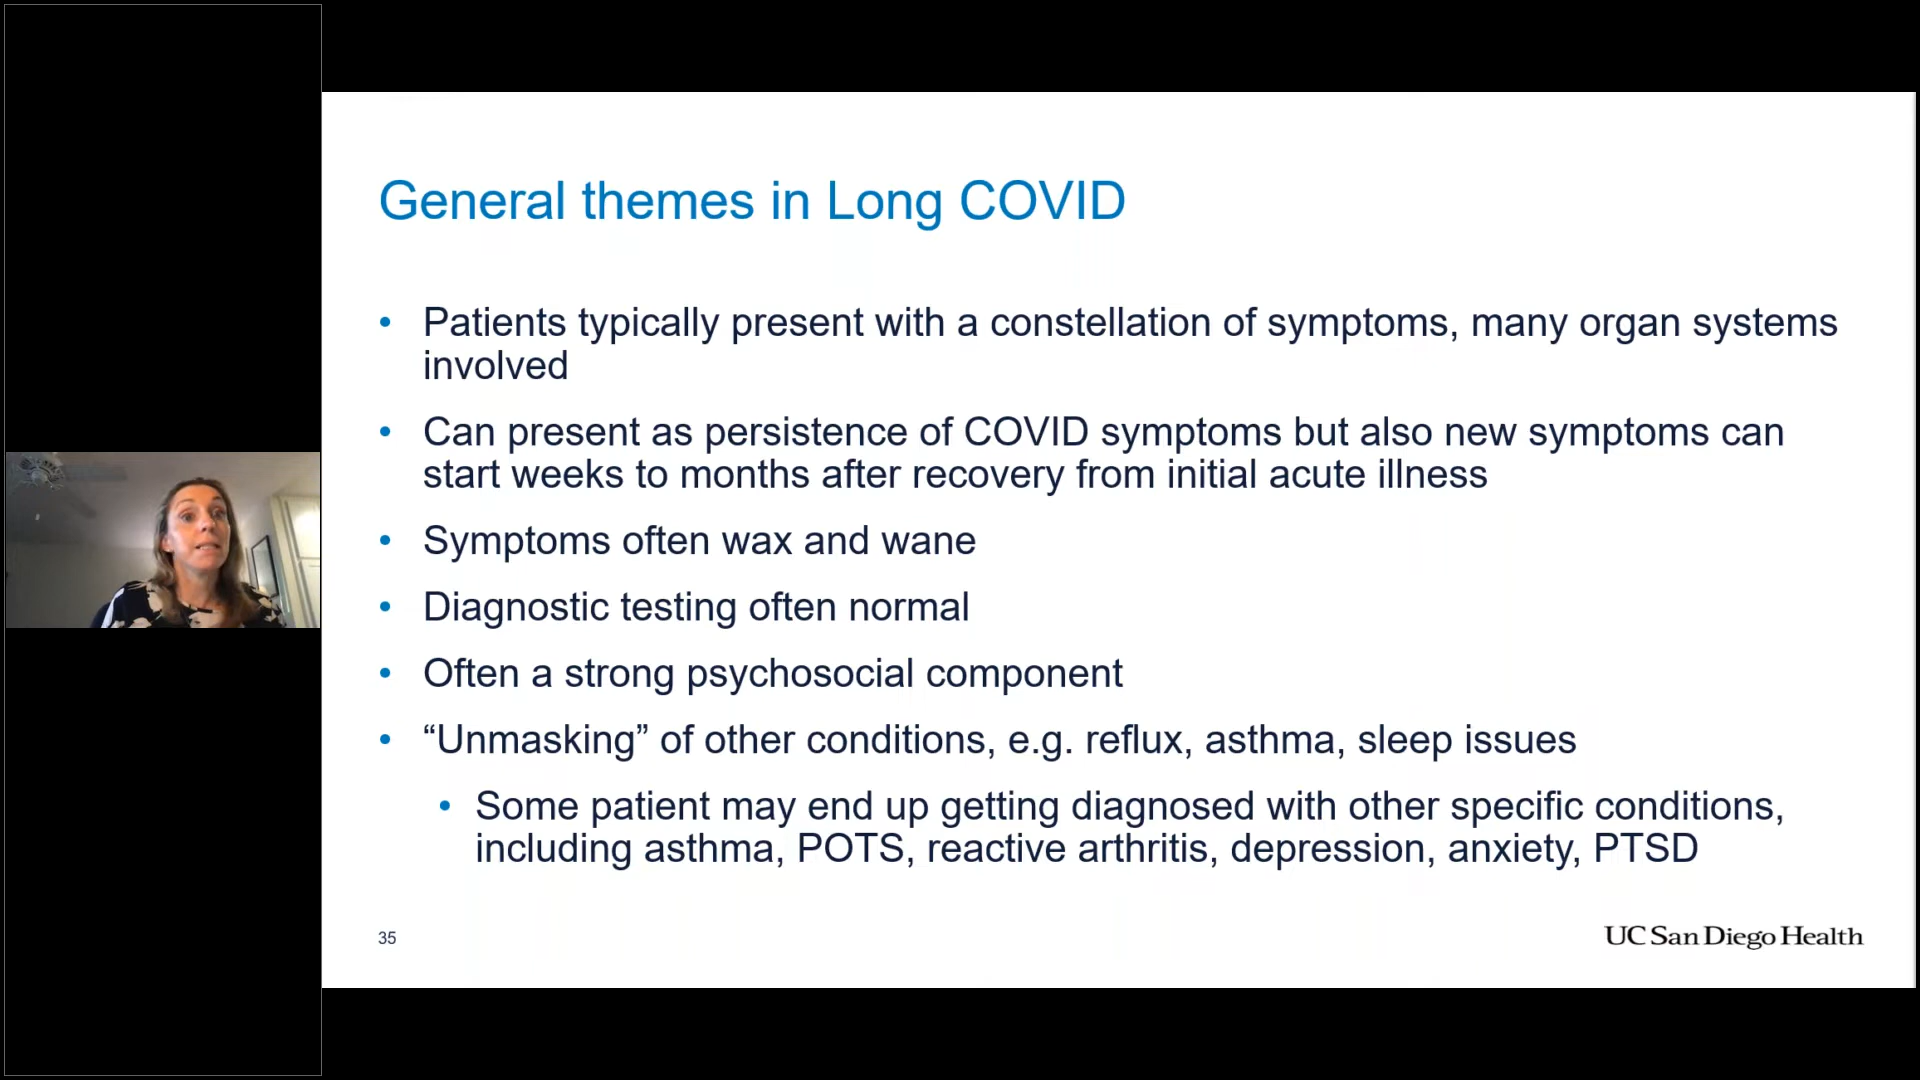 General themes in Long COVID
• Patients typically present with a constellation of symptoms, many organ systems
involved
• Can present as persistence of COVID symptoms but also new symptoms can
start weeks to months after recovery from initial acute illness
• Symptoms often wax and wane
• Diagnostic testing often normal
• Often a strong psychosocial component
• “Unmasking” of other conditions, e.g. reflux, asthma, sleep issues
• Some patient may end up getting diagnosed with other specific conditions,
including asthma, POTS, reactive arthritis, depression, anxiety, PTSD
35
UC San Diego Health